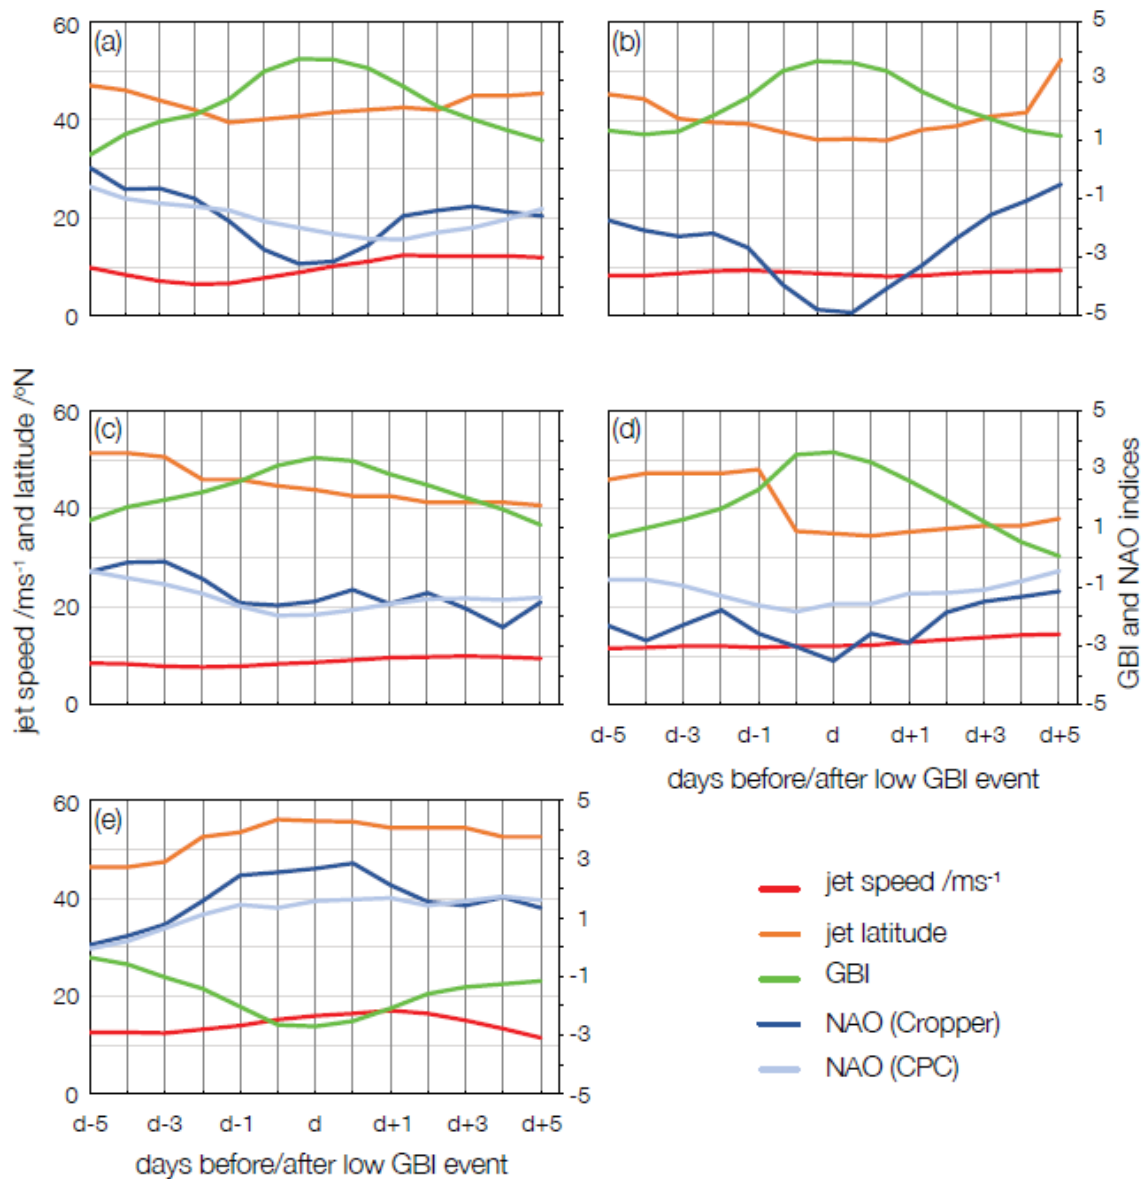 (a)
60
40
20
0
(b)
5
3
1
-1
-3
-5
(c)
60
40
20
0
(d)
5
3
1
-1
-3
-5
d-5 d-3 d-1 d d+1 d+3 d+5
days before/after low GBI event
(e)
60
40
20
0
5
3
1
-1
-3
-5
d-5 d-3 d-1 d d+1 d+3 d+5
days before/after low GBI event
jet speed /ms⁻¹ and latitude /ºN
GBI and NAO indices
jet speed /ms⁻¹
jet latitude
GBI
NAO (Cropper)
NAO (CPC)